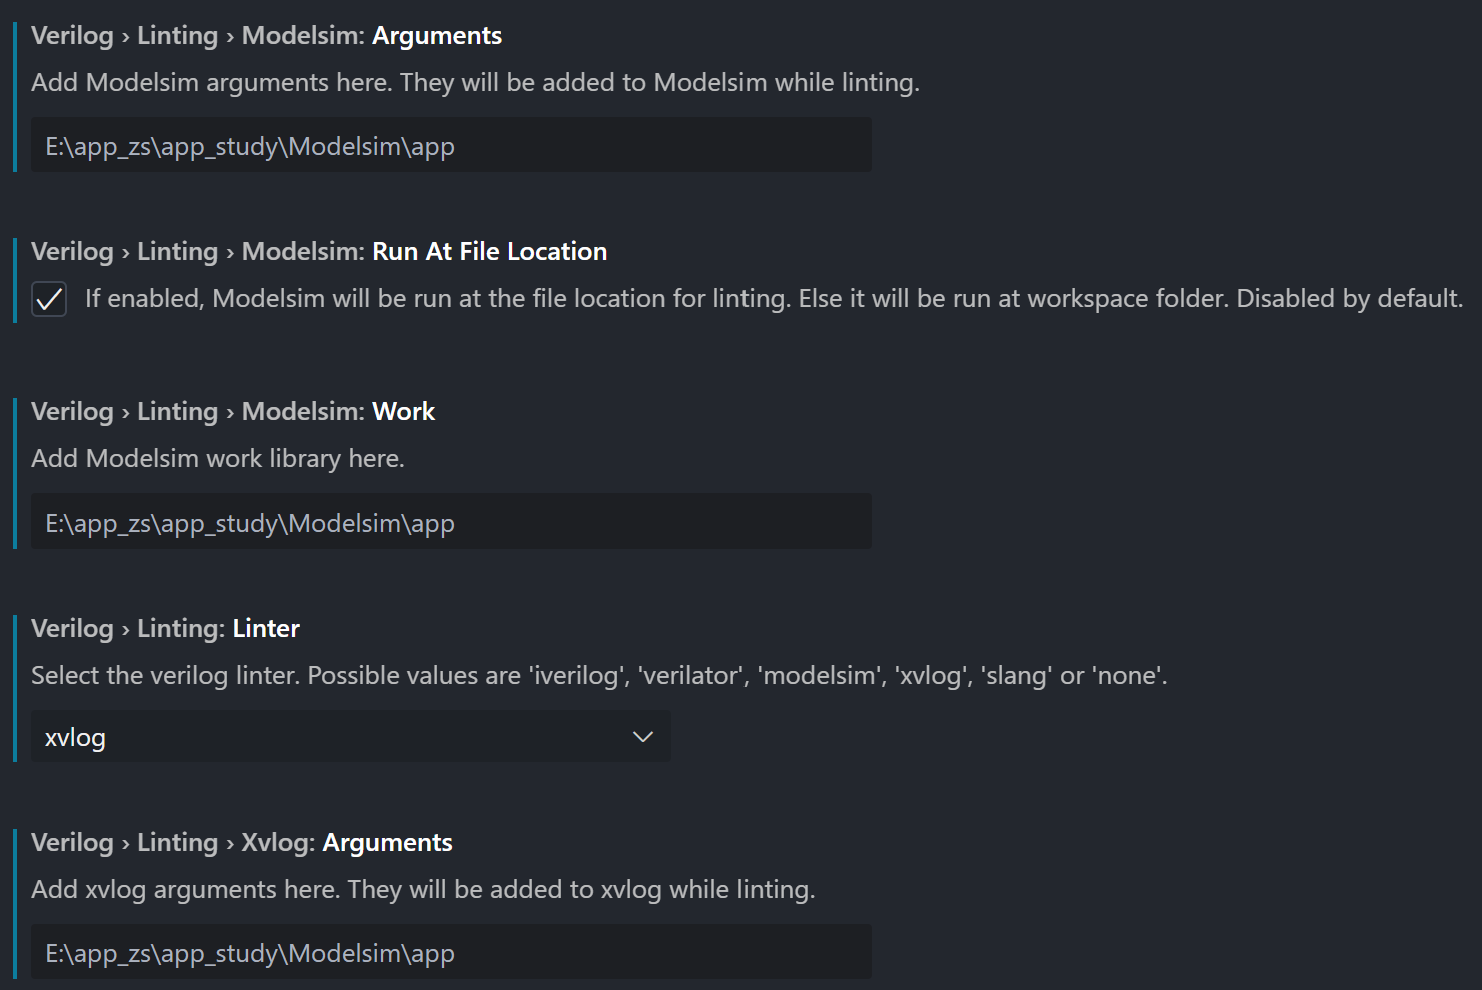 Verilog › Linting › Modelsim: Arguments
Add Modelsim arguments here. They will be added to Modelsim while linting.
E:\app_zs\app_study\Modelsim\app
Verilog › Linting › Modelsim: Run At File Location
If enabled, Modelsim will be run at the file location for linting. Else it will be run at workspace folder. Disabled by default.
Verilog › Linting › Modelsim: Work
Add Modelsim work library here.
E:\app_zs\app_study\Modelsim\app
Verilog › Linting: Linter
Select the verilog linter. Possible values are 'iverilog', 'verilator', 'modelsim', 'xvlog', 'slang' or 'none'.
xvlog
Verilog › Linting › Xvlog: Arguments
Add xvlog arguments here. They will be added to xvlog while linting.
E:\app_zs\app_study\Modelsim\app